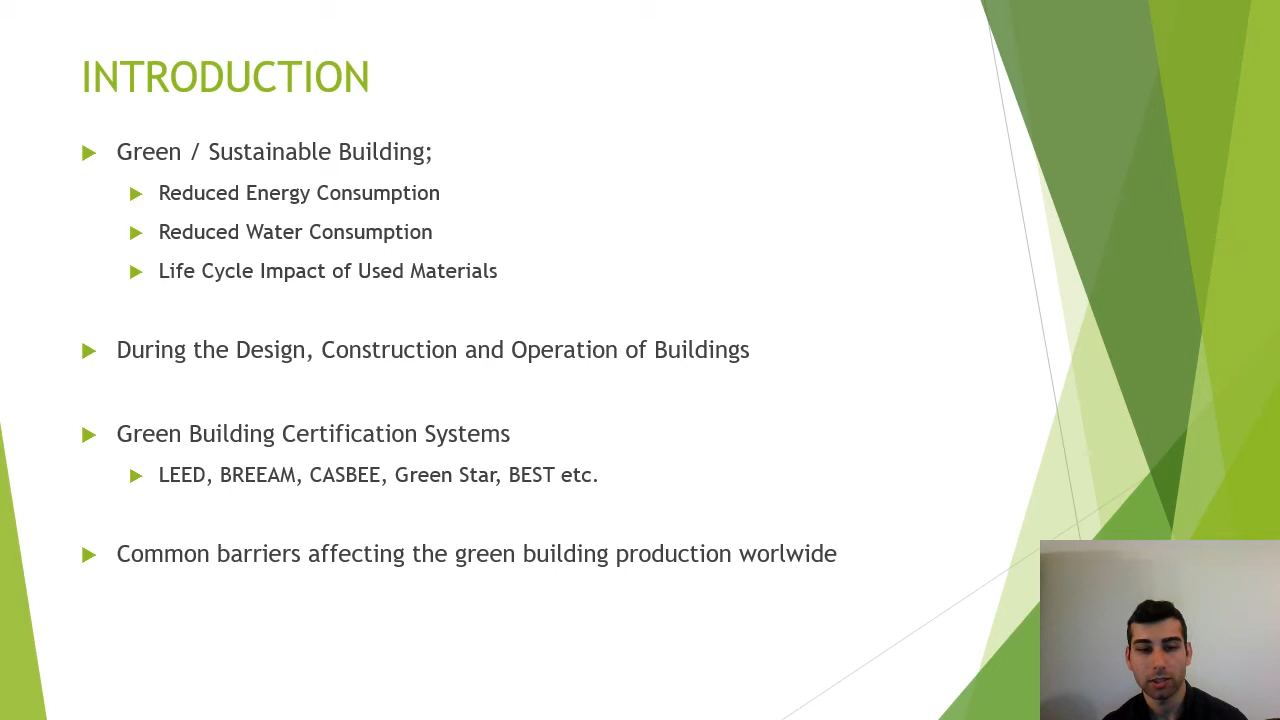 INTRODUCTION
Green / Sustainable Building;
Reduced Energy Consumption
Reduced Water Consumption
Life Cycle Impact of Used Materials
During the Design, Construction and Operation of Buildings
Green Building Certification Systems
LEED, BREEAM, CASBEE, Green Star, BEST etc.
Common barriers affecting the green building production worlwide